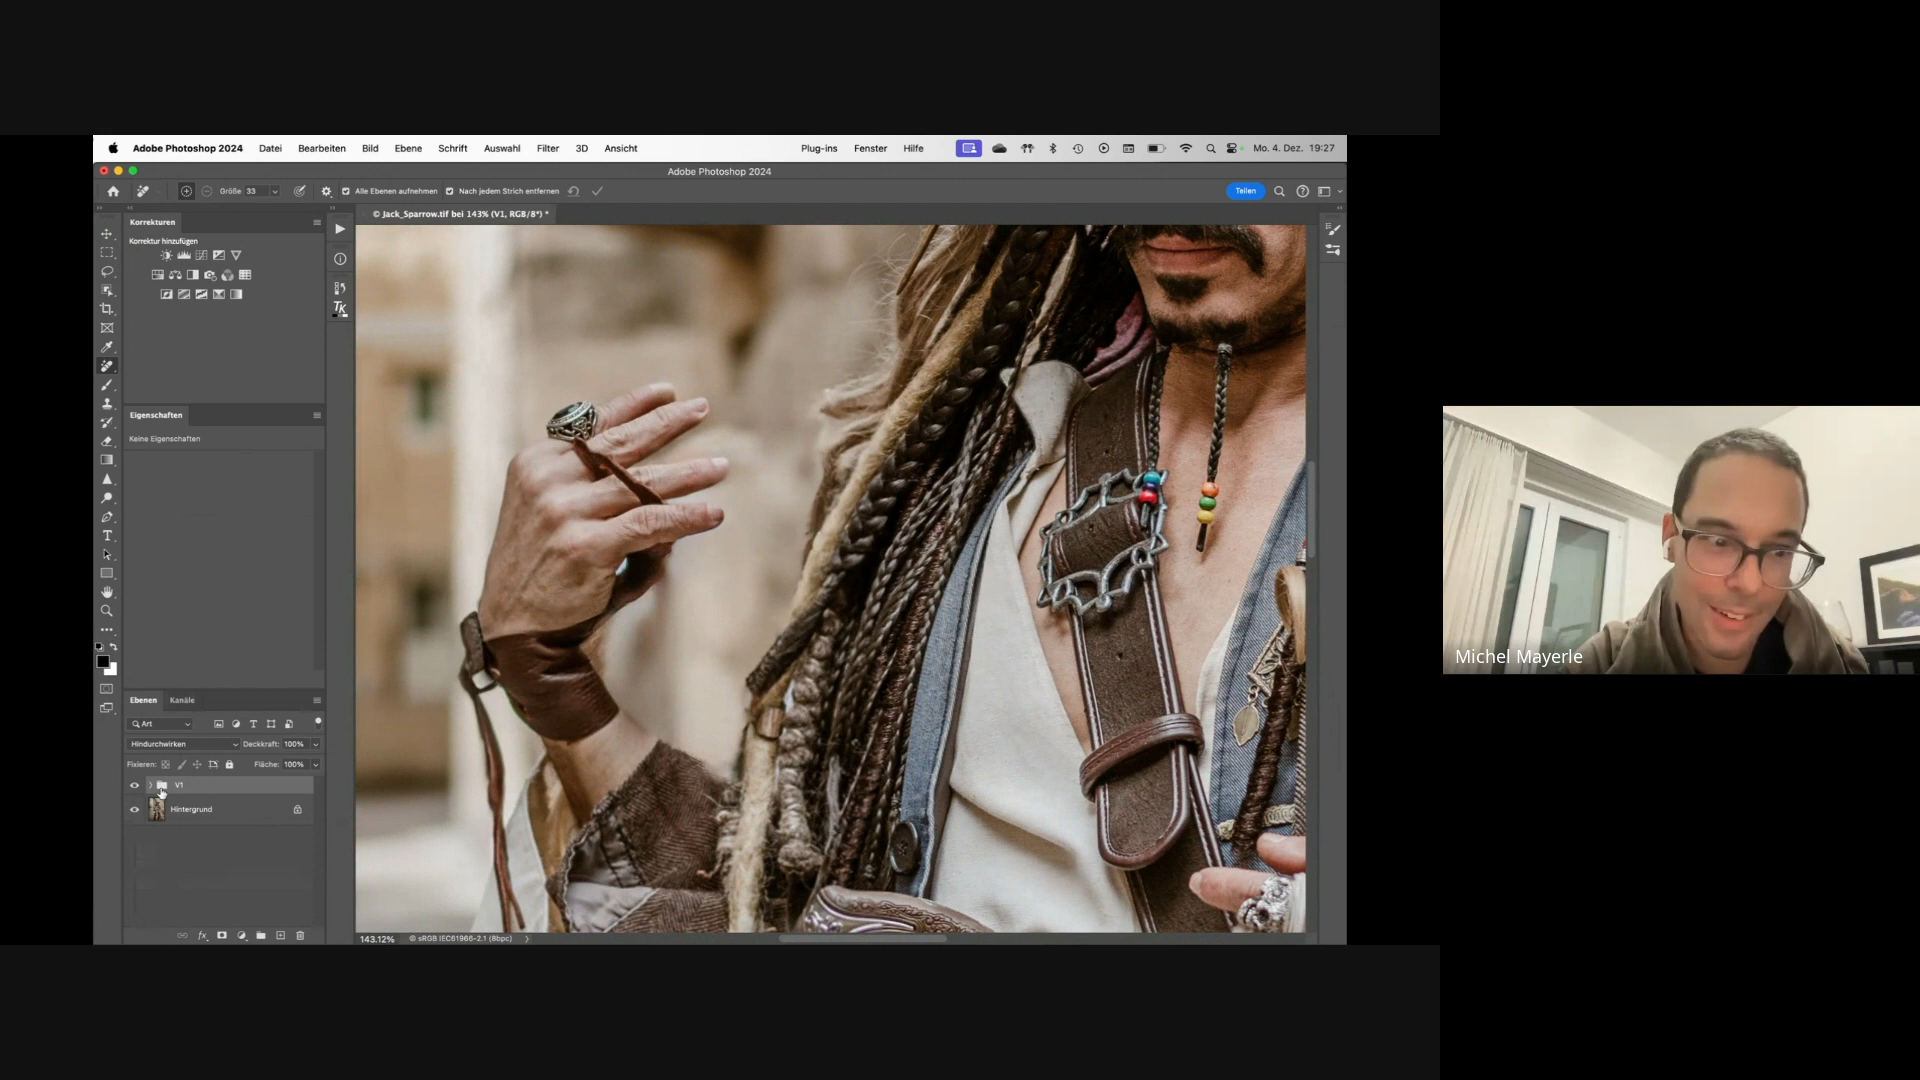 Adobe Photoshop 2024 Datei Bearbeiten Bild Ebene Schrift Auswahl Filter 3D Ansicht Plug-ins Fenster Hilfe Mo. 4. Dez. 19:27
Adobe Photoshop 2024
Größe 33 Alle Ebenen aufnehmen Nach jedem Strich entfernen Teilen
Korrekturen
© Jack_Sparrow.tif bei 143% (V1, RGB/8*) *
Korrektur hinzufügen
TK
Eigenschaften
Keine Eigenschaften
Michel Mayerle
Ebenen Kanäle
Art
Hindurchwirken Deckkraft: 100%
Fixieren: Fläche: 100%
V1
Hintergrund
fx
143.12% © sRGB IEC61966-2.1 (8bpc)